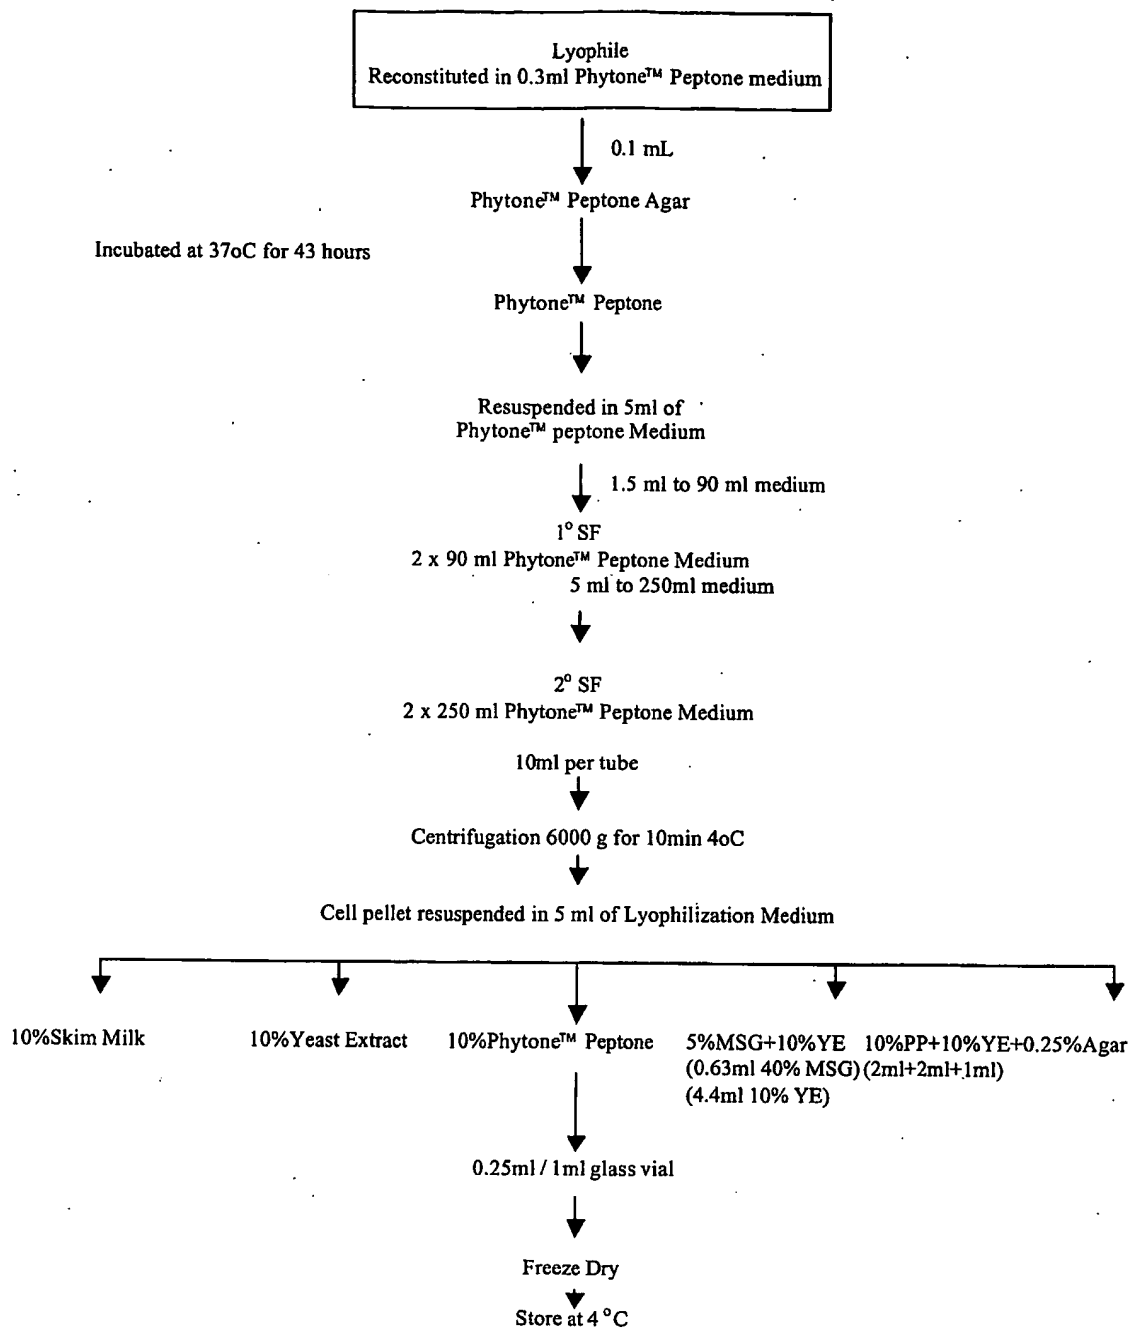 Lyophile
Reconstituted in 0.3ml Phytone™ Peptone medium
0.1 mL
Phytone™ Peptone Agar
Incubated at 37oC for 43 hours
Phytone™ Peptone
Resuspended in 5ml of
Phytone™ peptone Medium
1.5 ml to 90 ml medium
1° SF
2 x 90 ml Phytone™ Peptone Medium
5 ml to 250ml medium
2° SF
2 x 250 ml Phytone™ Peptone Medium
10ml per tube
Centrifugation 6000 g for 10min 4oC
Cell pellet resuspended in 5 ml of Lyophilization Medium
10%Skim Milk 10%Yeast Extract 10%Phytone™ Peptone 5%MSG+10%YE 10%PP+10%YE+0.25%Agar
(0.63ml 40% MSG) (2ml+2ml+1ml)
(4.4ml 10% YE)
0.25ml / 1ml glass vial
Freeze Dry
Store at 4 °C